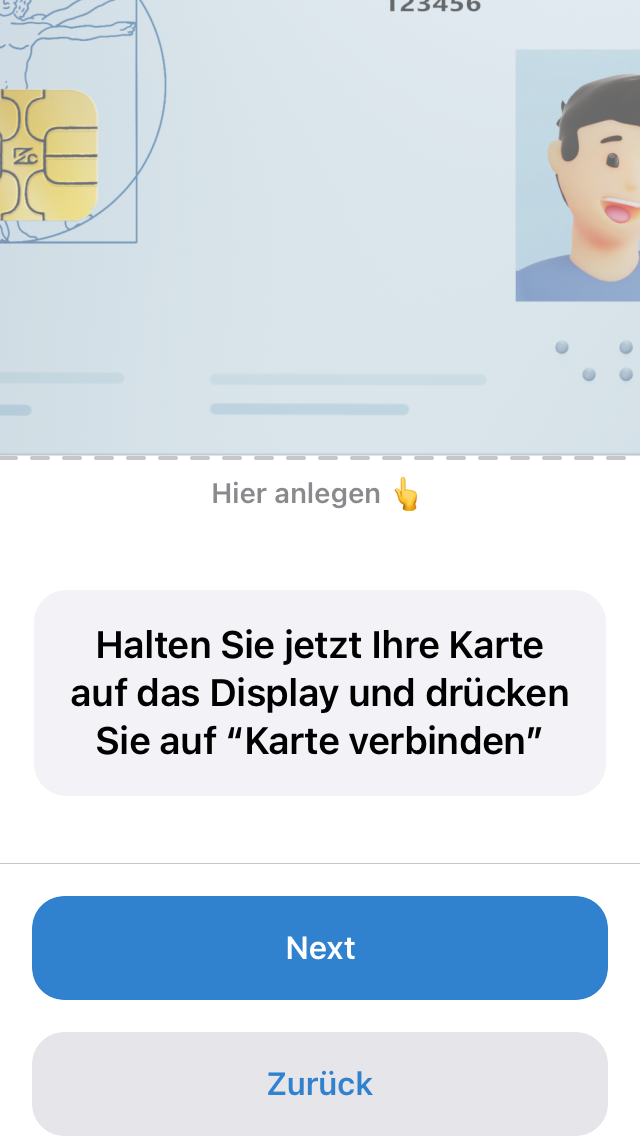 123456
Hier anlegen 👆
Halten Sie jetzt Ihre Karte
auf das Display und drücken
Sie auf “Karte verbinden”
Next
Zurück